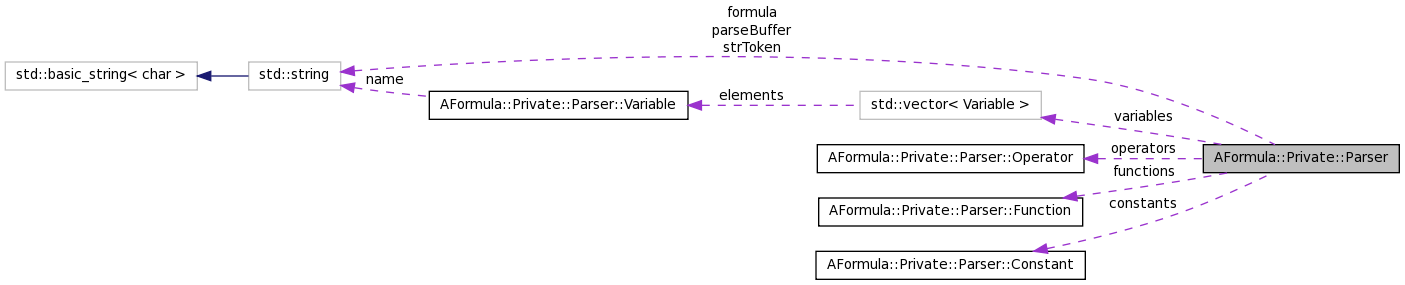 formula
parseBuffer
strToken
std::basic_string< char >
std::string
name
AFormula::Private::Parser::Variable
elements
std::vector< Variable >
variables
operators
AFormula::Private::Parser::Operator
AFormula::Private::Parser
functions
constants
AFormula::Private::Parser::Function
AFormula::Private::Parser::Constant